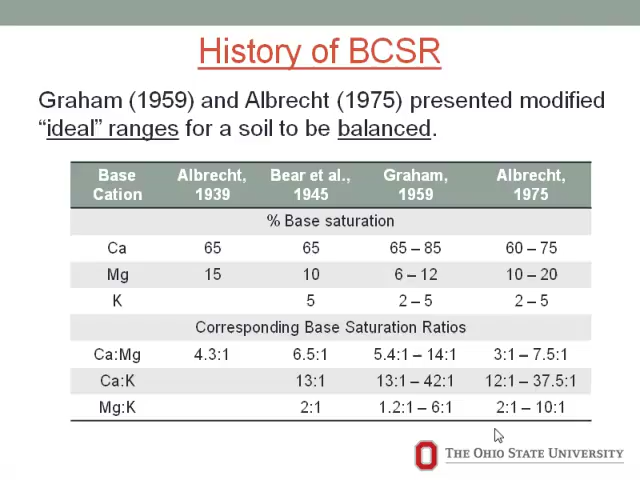 History of BCSR
Graham (1959) and Albrecht (1975) presented modified
“ideal” ranges for a soil to be balanced.
Base Cation Albrecht, 1939 Bear et al., 1945 Graham, 1959 Albrecht, 1975
% Base saturation
Ca 65 65 65 – 85 60 – 75
Mg 15 10 6 – 12 10 – 20
K 5 2 – 5 2 – 5
Corresponding Base Saturation Ratios
Ca:Mg 4.3:1 6.5:1 5.4:1 – 14:1 3:1 – 7.5:1
Ca:K 13:1 13:1 – 42:1 12:1 – 37.5:1
Mg:K 2:1 1.2:1 – 6:1 2:1 – 10:1
THE OHIO STATE UNIVERSITY